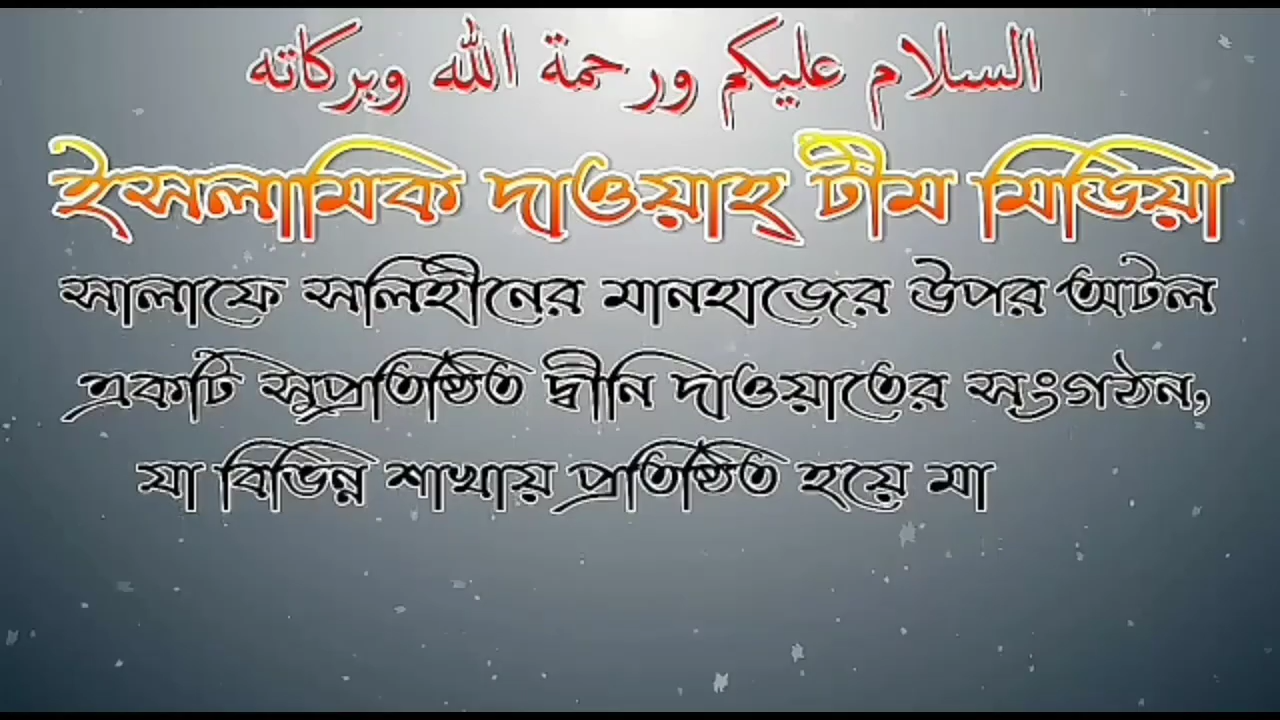 السلام عليكم ورحمة الله وبركاته
ইসলামিক দাওয়াহ্ টীম মিডিয়া
সালাফে সলিহীনের মানহাজের উপর অটল
একটি সুপ্রতিষ্ঠিত দ্বীনি দাওয়াতের সংগঠন,
যা বিভিন্ন শাখায় প্রতিষ্ঠিত হয়ে মা